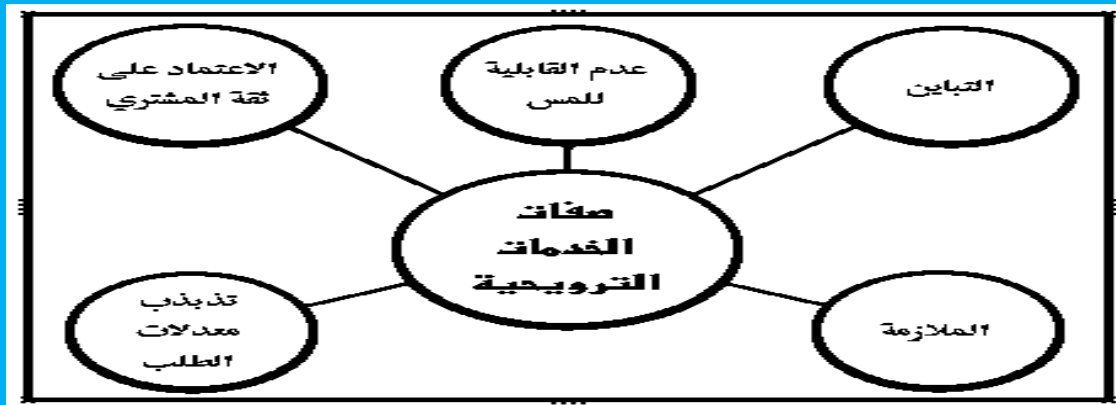 التباين
عدم القابلية
للمس
الاعتماد على
ثقة المشتري
صفات
الخدمات
الترويحية
الملازمة
تذبذب
معدلات
الطلب